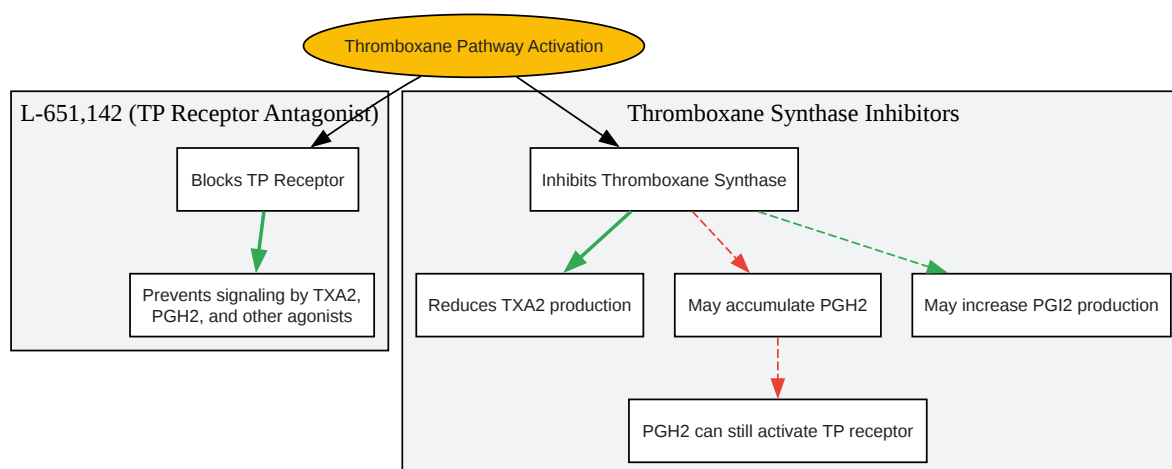 Thromboxane Pathway Activation
L-651,142 (TP Receptor Antagonist)
Thromboxane Synthase Inhibitors
Blocks TP Receptor
Inhibits Thromboxane Synthase
Prevents signaling by TXA2,
PGH2, and other agonists
Reduces TXA2 production
May accumulate PGH2
May increase PGI2 production
PGH2 can still activate TP receptor